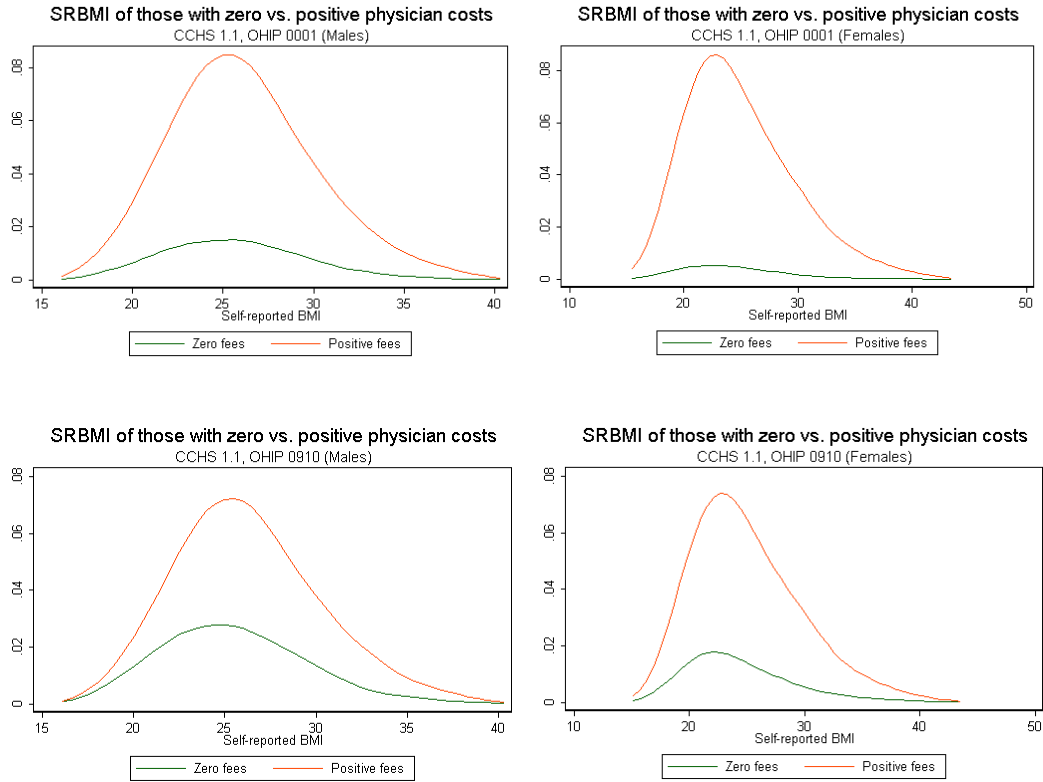 SRBMI of those with zero vs. positive physician costs
CCHS 1.1, OHIP 0001 (Males)
.08
.06
.04
.02
0
15 20 25 30 35 40
Self-reported BMI
Zero fees Positive fees
SRBMI of those with zero vs. positive physician costs
CCHS 1.1, OHIP 0001 (Females)
.08
.06
.04
.02
0
10 20 30 40 50
Self-reported BMI
Zero fees Positive fees
SRBMI of those with zero vs. positive physician costs
CCHS 1.1, OHIP 0910 (Males)
.08
.06
.04
.02
0
15 20 25 30 35 40
Self-reported BMI
Zero fees Positive fees
SRBMI of those with zero vs. positive physician costs
CCHS 1.1, OHIP 0910 (Females)
.08
.06
.04
.02
0
10 20 30 40 50
Self-reported BMI
Zero fees Positive fees